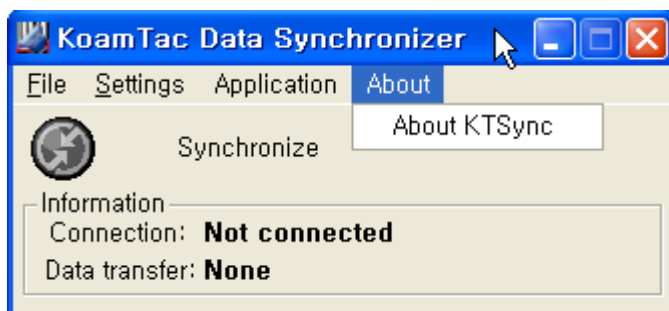 KoamTac Data Synchronizer
File Settings Application About
About KTSync
Synchronize
Information
Connection: Not connected
Data transfer: None